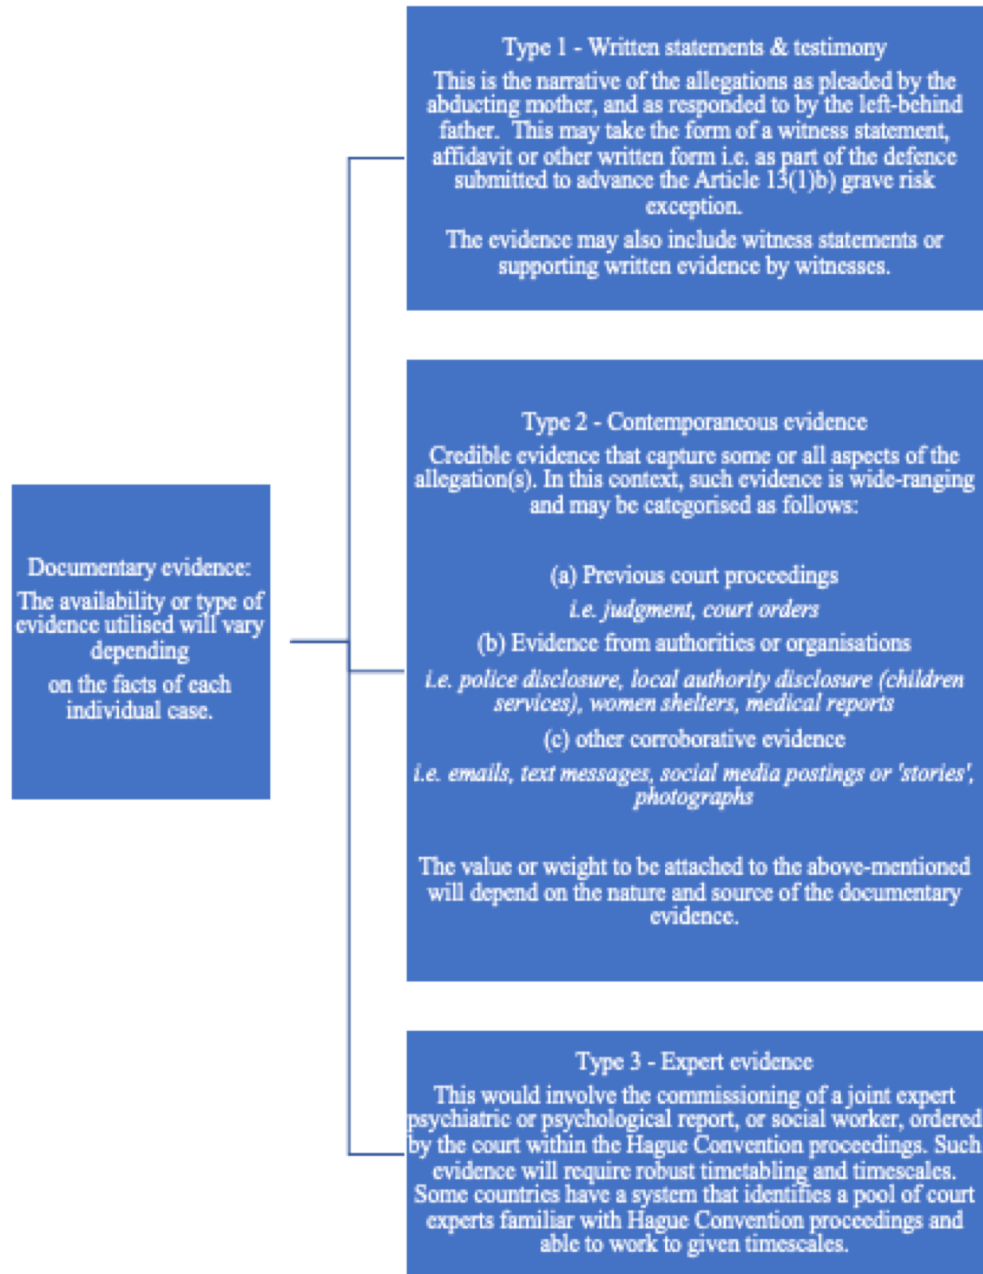 Documentary evidence:
The availability or type of
evidence utilised will vary
depending
on the facts of each
individual case.
Type 1 - Written statements & testimony
This is the narrative of the allegations as pleaded by the
abducting mother, and as responded to by the left-behind
father. This may take the form of a witness statement,
affidavit or other written form i.e. as part of the defence
submitted to advance the Article 13(1)b) grave risk
exception.
The evidence may also include witness statements or
supporting written evidence by witnesses.
Type 2 - Contemporaneous evidence
Credible evidence that capture some or all aspects of the
allegation(s). In this context, such evidence is wide-ranging
and may be categorised as follows:
(a) Previous court proceedings
i.e. judgment, court orders
(b) Evidence from authorities or organisations
i.e. police disclosure, local authority disclosure (children
services), women shelters, medical reports
(c) other corroborative evidence
i.e. emails, text messages, social media postings or 'stories',
photographs
The value or weight to be attached to the above-mentioned
will depend on the nature and source of the documentary
evidence.
Type 3 - Expert evidence
This would involve the commissioning of a joint expert
psychiatric or psychological report, or social worker, ordered
by the court within the Hague Convention proceedings. Such
evidence will require robust timetabling and timescales.
Some countries have a system that identifies a pool of court
experts familiar with Hague Convention proceedings and
able to work to given timescales.